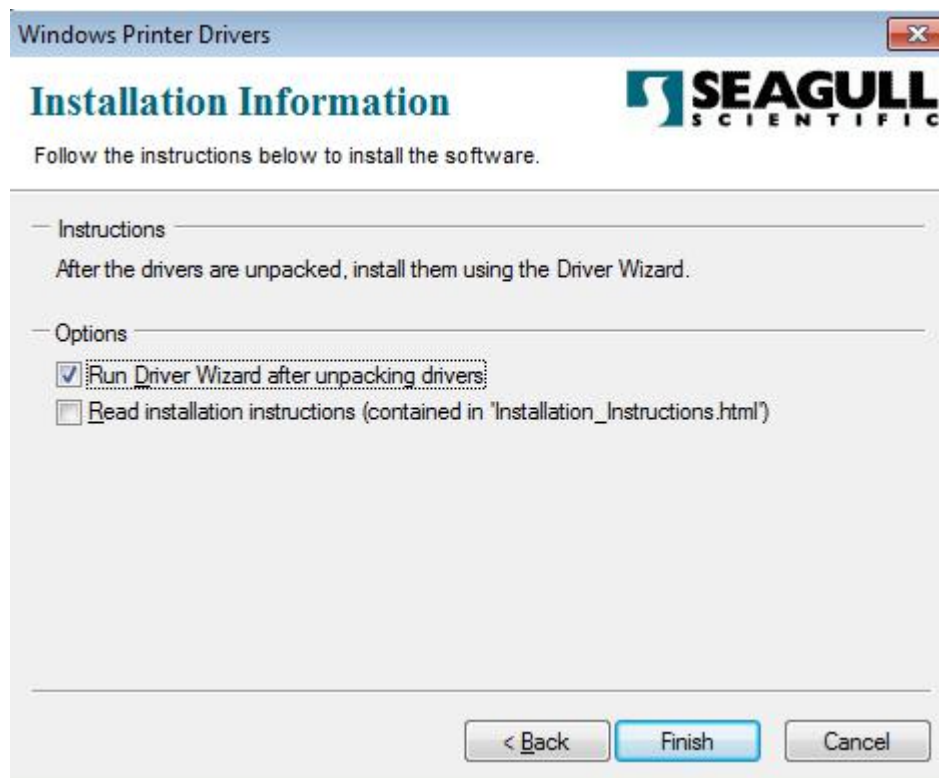 Windows Printer Drivers
Installation Information
SEAGULL
SCIENTIFIC
Follow the instructions below to install the software.
Instructions
After the drivers are unpacked, install them using the Driver Wizard.
Options
Run Driver Wizard after unpacking drivers
Read installation instructions (contained in 'Installation_Instructions.html')
< Back
Finish
Cancel